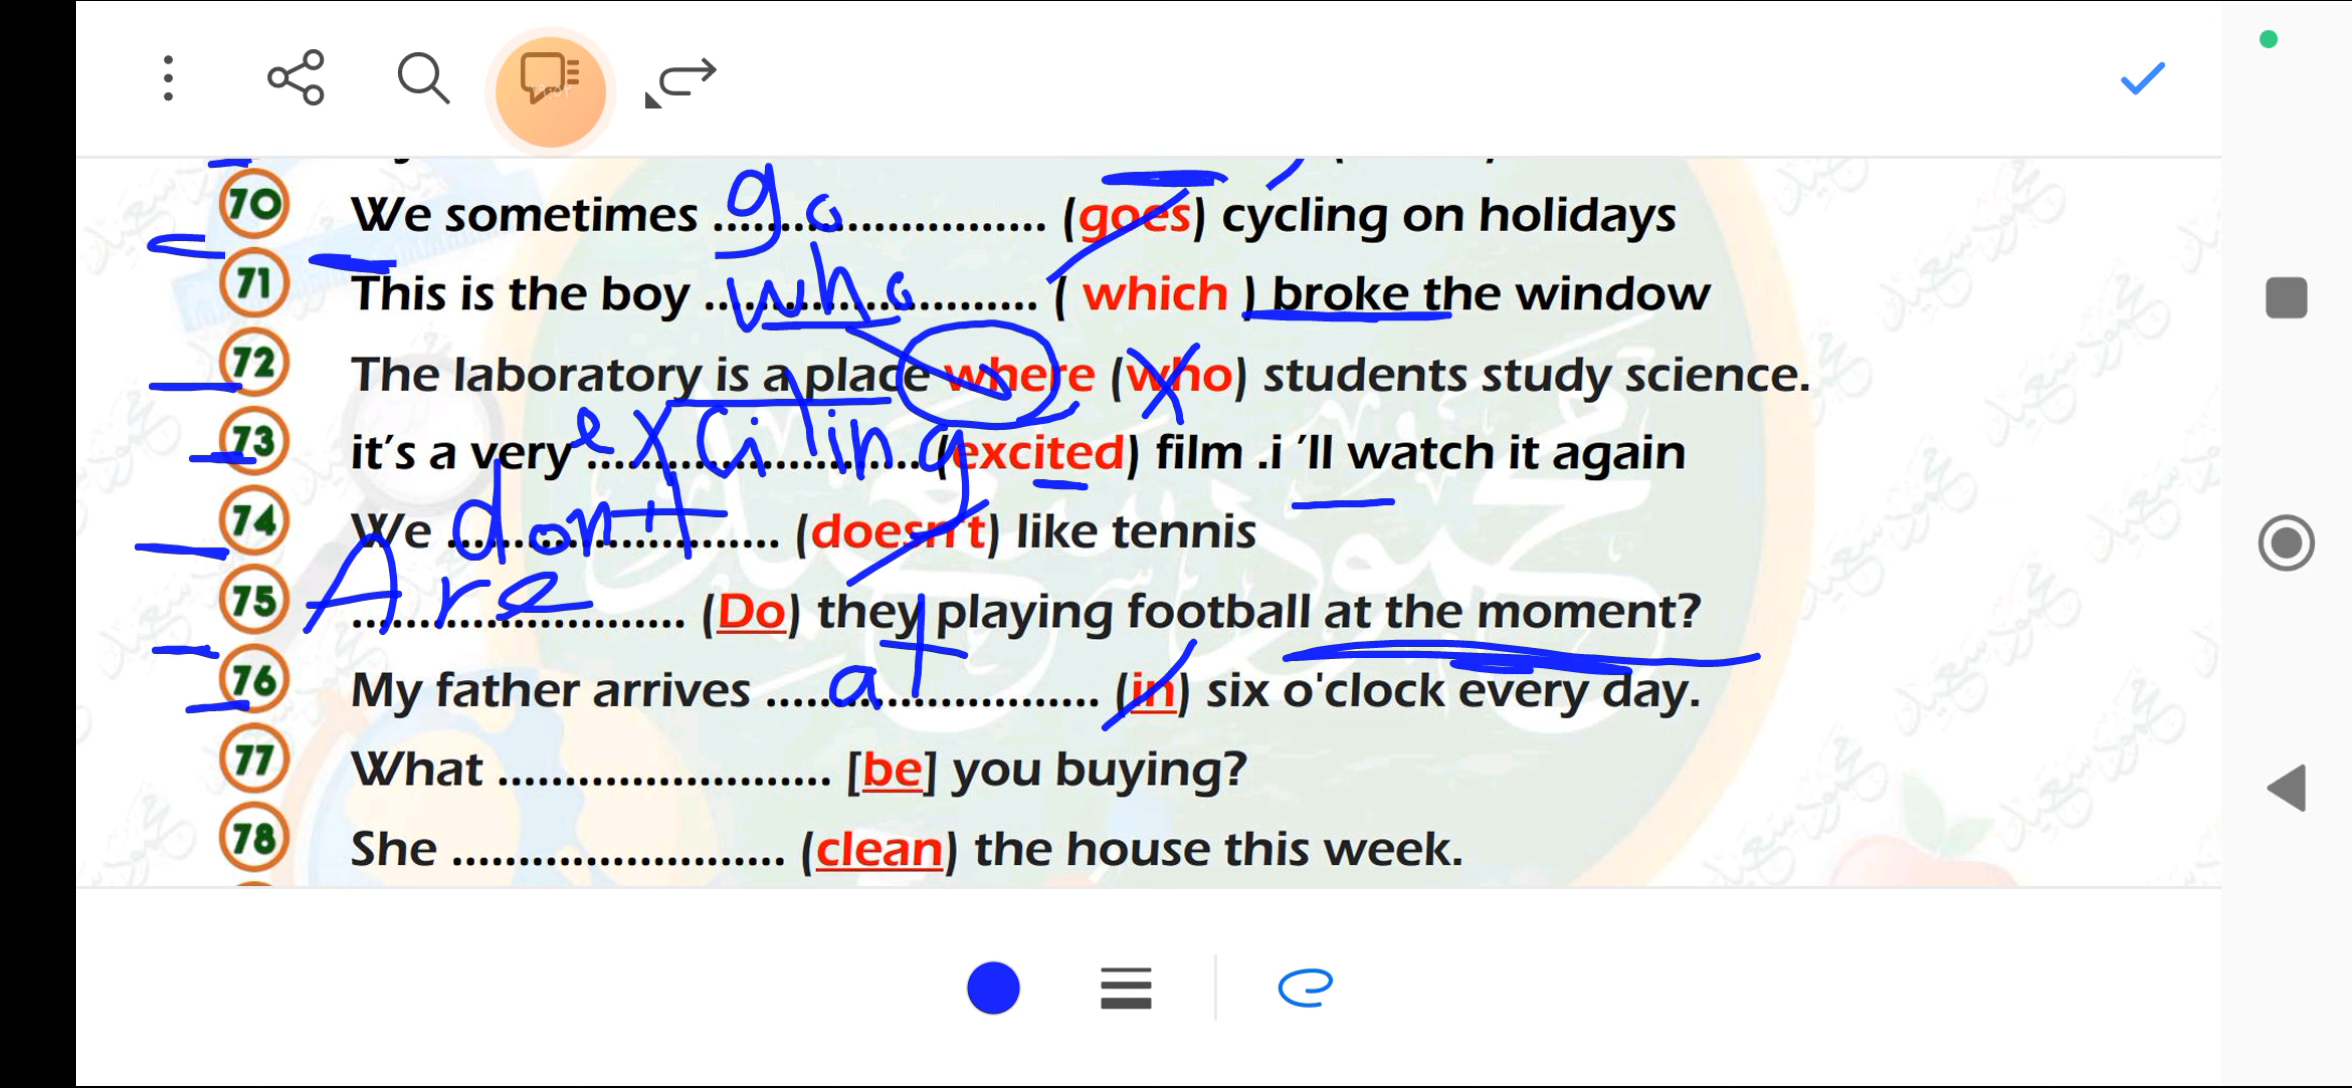 70 We sometimes ........go................. (goes) cycling on holidays
71 This is the boy ........who................. ( which ) broke the window
72 The laboratory is a place where (who) students study science.
73 it's a very ........exciting................. (excited) film .i 'll watch it again
74 We ........don't................. (doesn't) like tennis
75 ........Are................. (Do) they playing football at the moment?
76 My father arrives ........at................. (in) six o'clock every day.
77 What ......................... [be] you buying?
78 She ......................... (clean) the house this week.